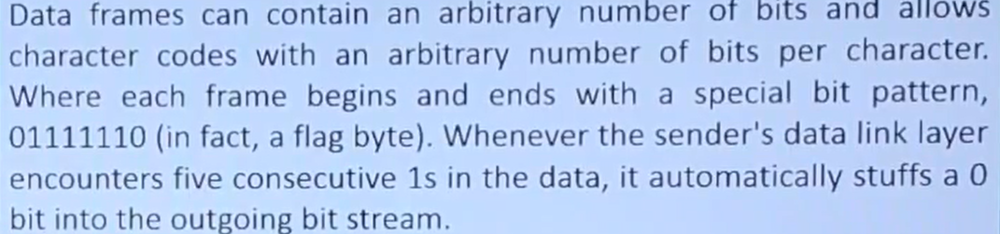 Data frames can contain an arbitrary number of bits and allows
character codes with an arbitrary number of bits per character.
Where each frame begins and ends with a special bit pattern,
01111110 (in fact, a flag byte). Whenever the sender's data link layer
encounters five consecutive 1s in the data, it automatically stuffs a 0
bit into the outgoing bit stream.